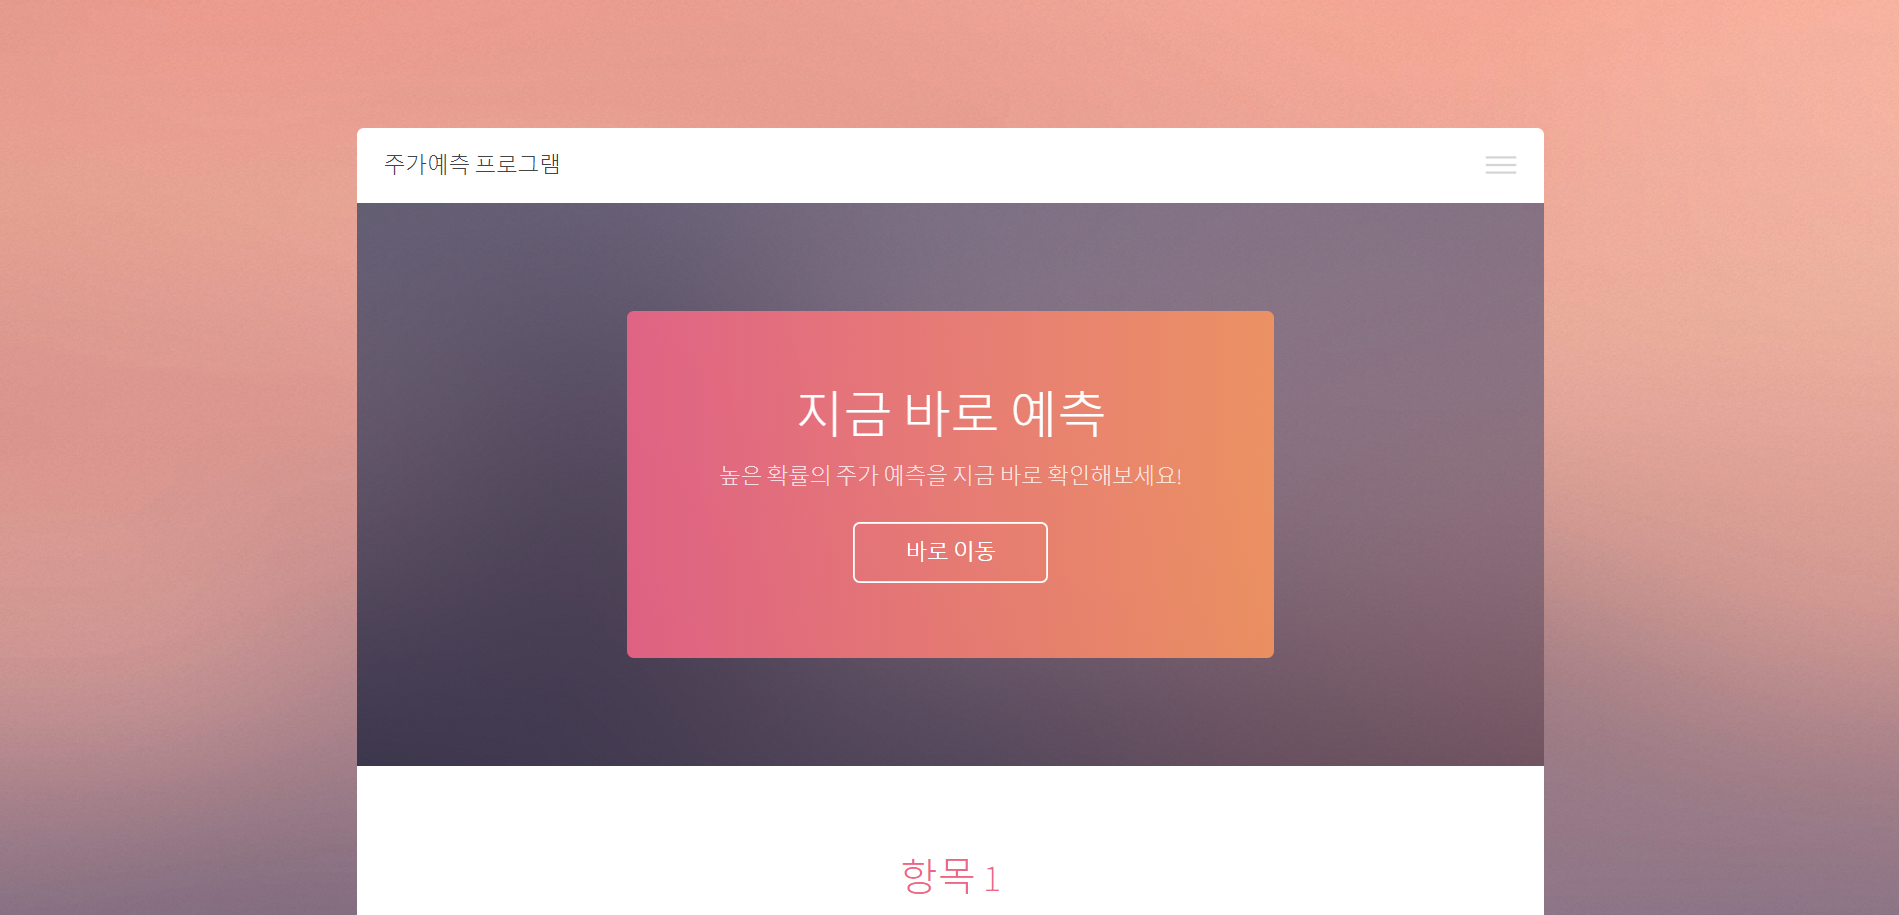 주가예측 프로그램
지금 바로 예측
높은 확률의 주가 예측을 지금 바로 확인해보세요!
바로 이동
항목 1